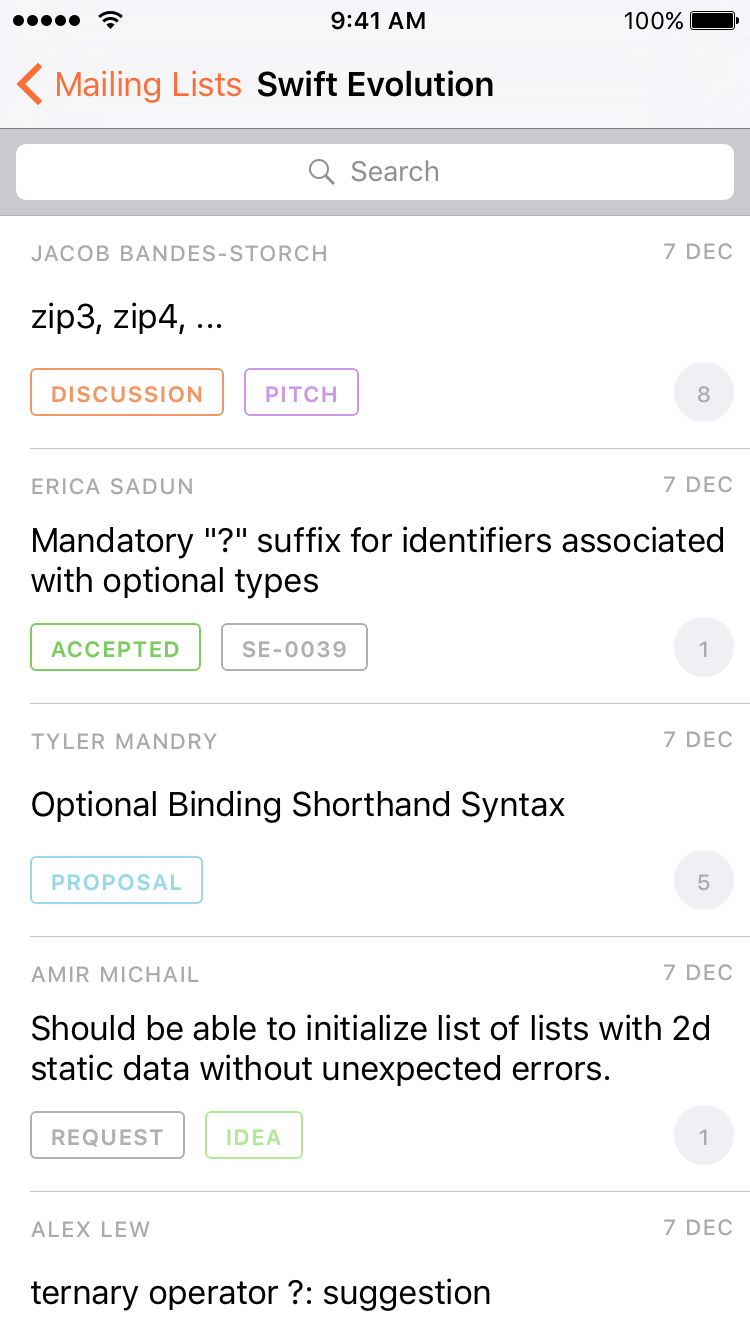 9:41 AM 100%
Mailing Lists Swift Evolution
Search
JACOB BANDES-STORCH 7 DEC
zip3, zip4, ...
DISCUSSION PITCH 8
ERICA SADUN 7 DEC
Mandatory "?" suffix for identifiers associated
with optional types
ACCEPTED SE-0039 1
TYLER MANDRY 7 DEC
Optional Binding Shorthand Syntax
PROPOSAL 5
AMIR MICHAIL 7 DEC
Should be able to initialize list of lists with 2d
static data without unexpected errors.
REQUEST IDEA 1
ALEX LEW 7 DEC
ternary operator ?: suggestion